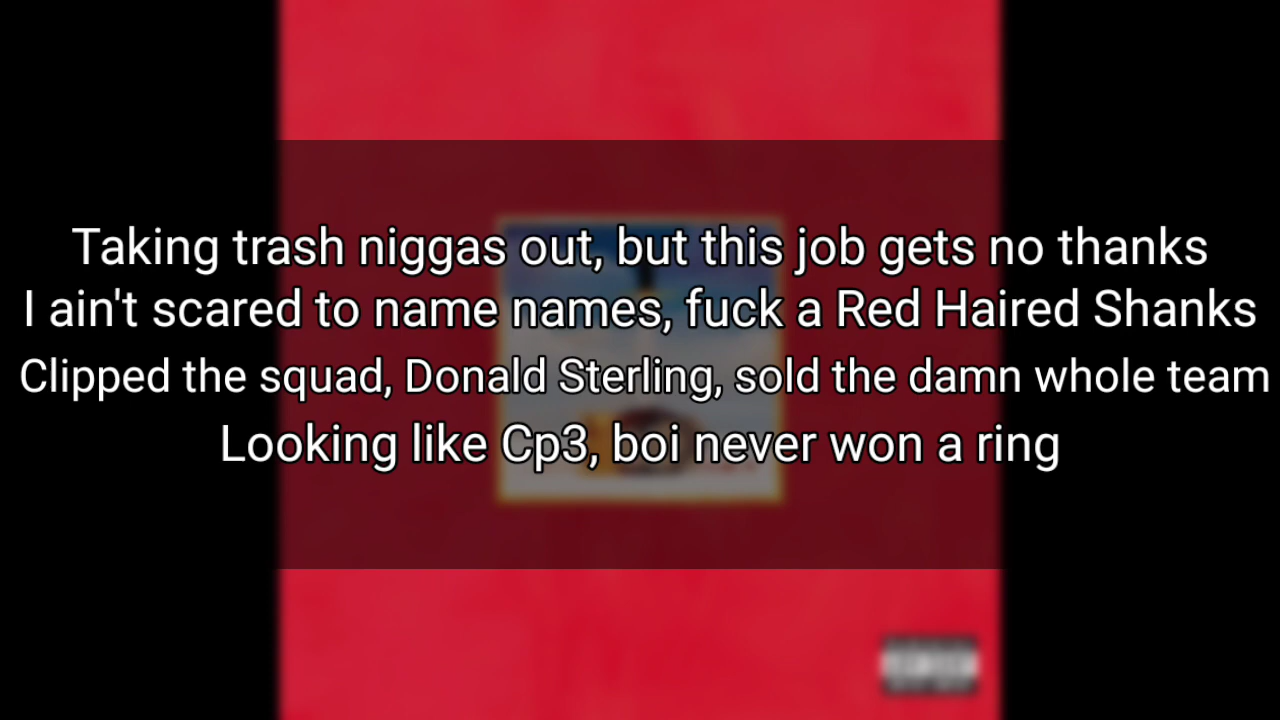 Taking trash niggas out, but this job gets no thanks
I ain't scared to name names, fuck a Red Haired Shanks
Clipped the squad, Donald Sterling, sold the damn whole team
Looking like Cp3, boi never won a ring